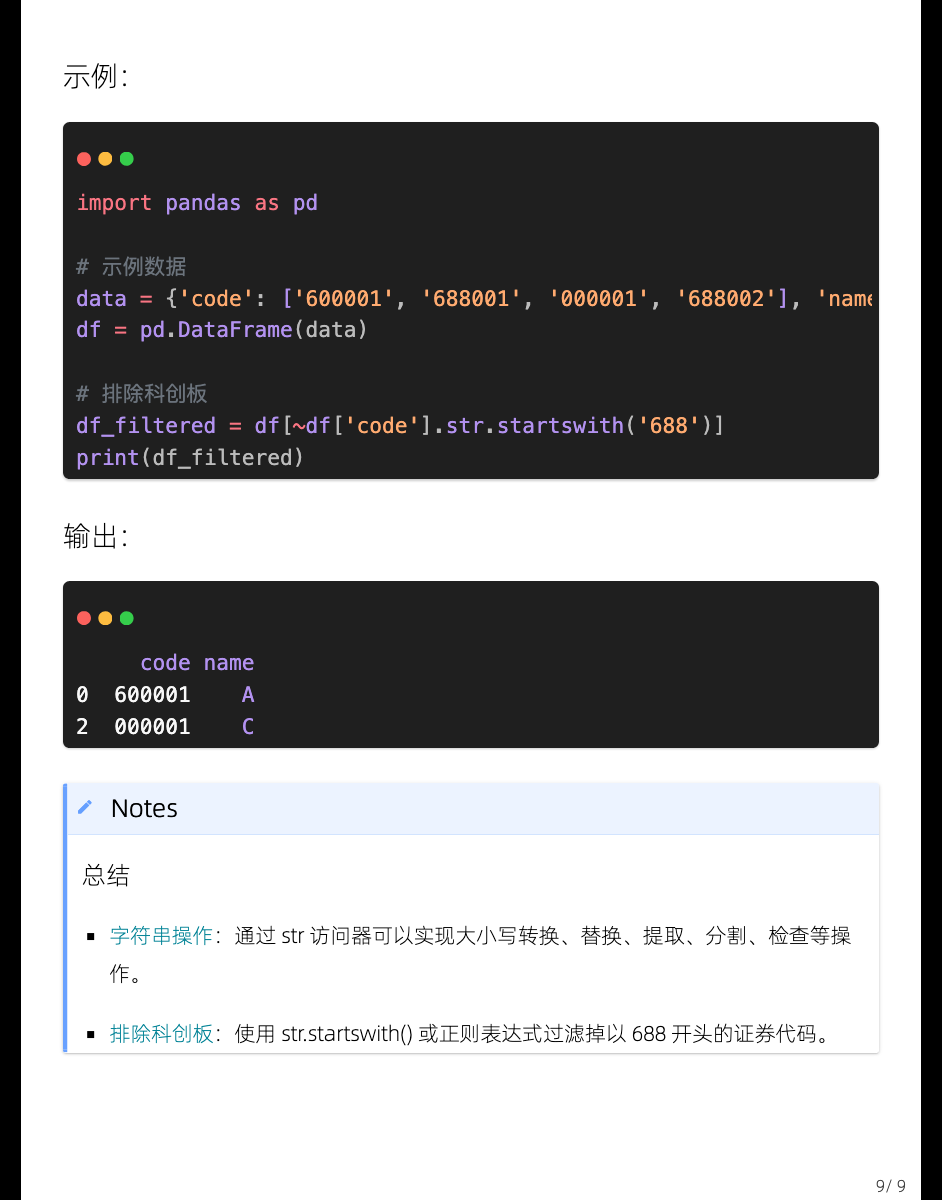 示例：
import pandas as pd
# 示例数据
data = {'code': ['600001', '688001', '000001', '688002'], 'name
df = pd.DataFrame(data)
# 排除科创板
df_filtered = df[~df['code'].str.startswith('688')]
print(df_filtered)
输出：
code name
0 600001 A
2 000001 C
Notes
总结
字符串操作：通过 str 访问器可以实现大小写转换、替换、提取、分割、检查等操
作。
排除科创板：使用 str.startswith() 或正则表达式过滤掉以 688 开头的证券代码。
9/ 9